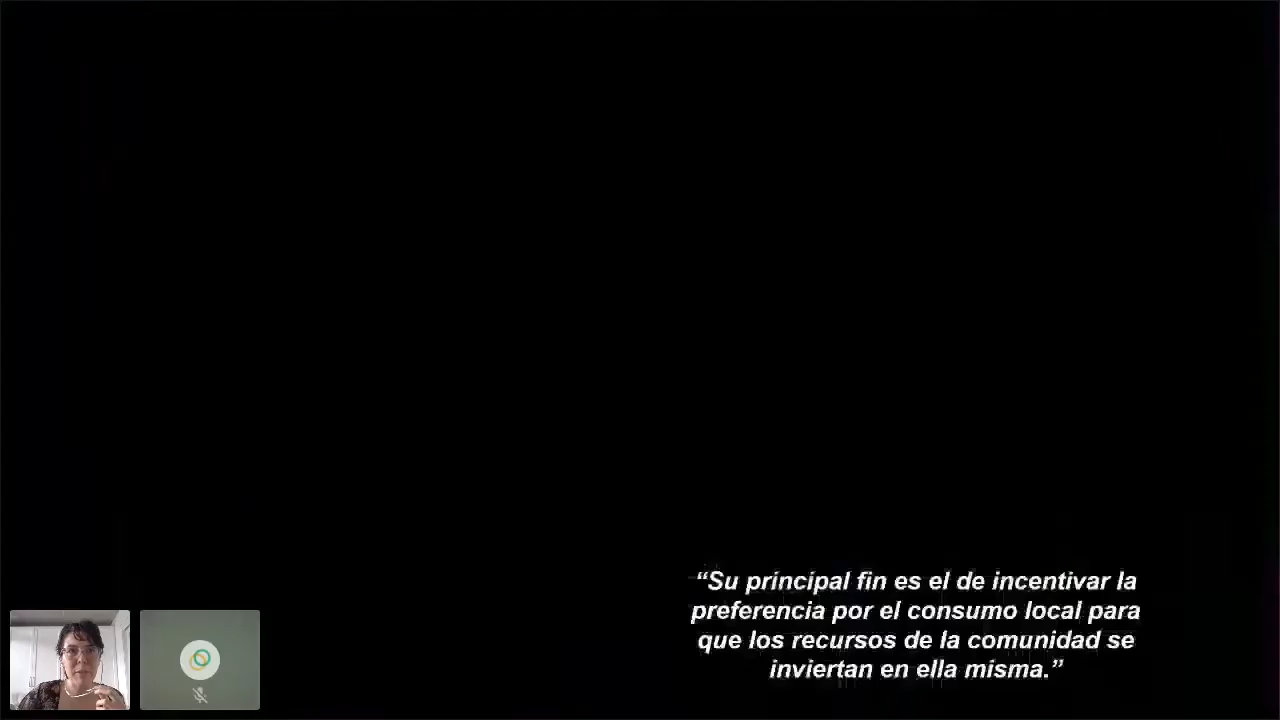 “Su principal fin es el de incentivar la
preferencia por el consumo local para
que los recursos de la comunidad se
inviertan en ella misma.”